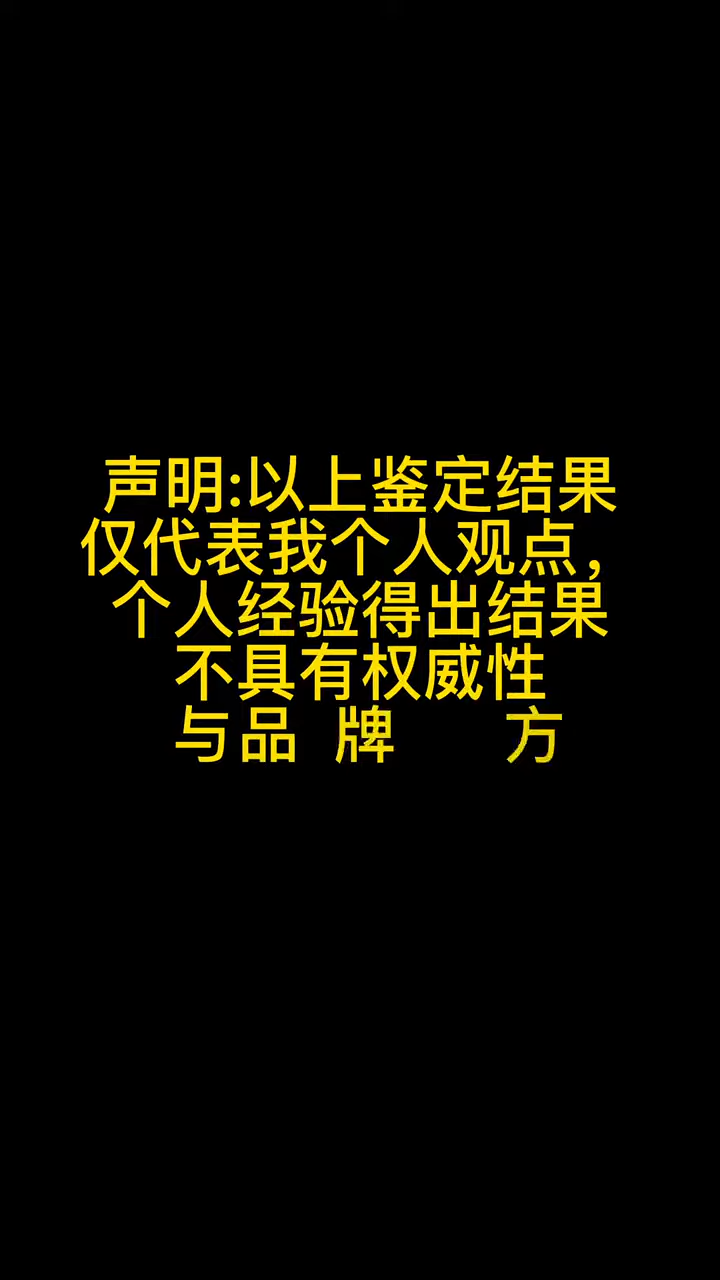 声明:以上鉴定结果
仅代表我个人观点，
个人经验得出结果
不具有权威性
与品 牌 方